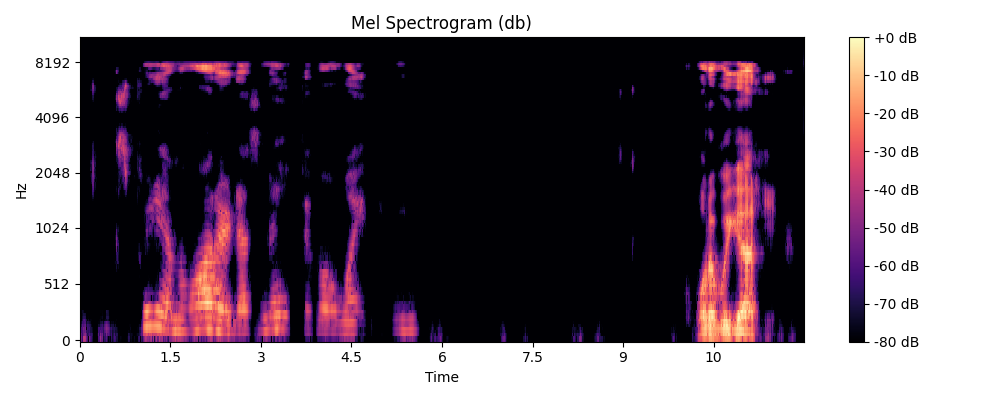 Mel Spectrogram (db)
Hz
8192
4096
2048
1024
512
0
0 1.5 3 4.5 6 7.5 9 10
Time
+0 dB
-10 dB
-20 dB
-30 dB
-40 dB
-50 dB
-60 dB
-70 dB
-80 dB